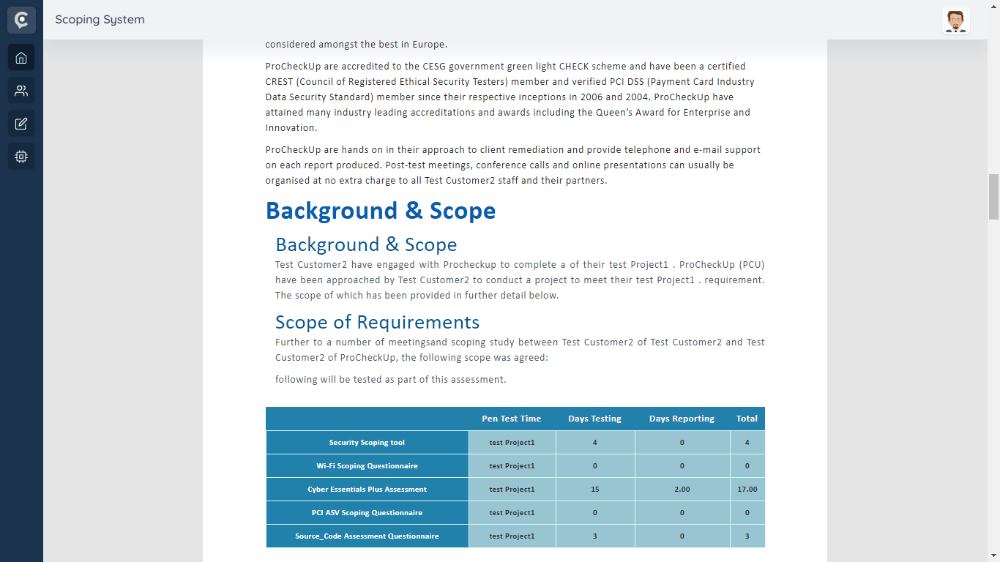 Scoping System
considered amongst the best in Europe.
ProCheckUp are accredited to the CESG government green light CHECK scheme and have been a certified
CREST (Council of Registered Ethical Security Testers) member and verified PCI DSS (Payment Card Industry
Data Security Standard) member since their respective inceptions in 2006 and 2004. ProCheckUp have
attained many industry leading accreditations and awards including the Queen’s Award for Enterprise and
Innovation.
ProCheckUp are hands on in their approach to client remediation and provide telephone and e-mail support
on each report produced. Post-test meetings, conference calls and online presentations can usually be
organised at no extra charge to all Test Customer2 staff and their partners.
Background & Scope
Background & Scope
Test Customer2 have engaged with Procheckup to complete a of their test Project1 . ProCheckUp (PCU)
have been approached by Test Customer2 to conduct a project to meet their test Project1 . requirement.
The scope of which has been provided in further detail below.
Scope of Requirements
Further to a number of meetingsand scoping study between Test Customer2 of Test Customer2 and Test
Customer2 of ProCheckUp, the following scope was agreed:
following will be tested as part of this assessment.
Pen Test Time Days Testing Days Reporting Total
Security Scoping tool test Project1 4 0 4
Wi-Fi Scoping Questionnaire test Project1 0 0 0
Cyber Essentials Plus Assessment test Project1 15 2.00 17.00
PCI ASV Scoping Questionnaire test Project1 0 0 0
Source_Code Assessment Questionnaire test Project1 3 0 3